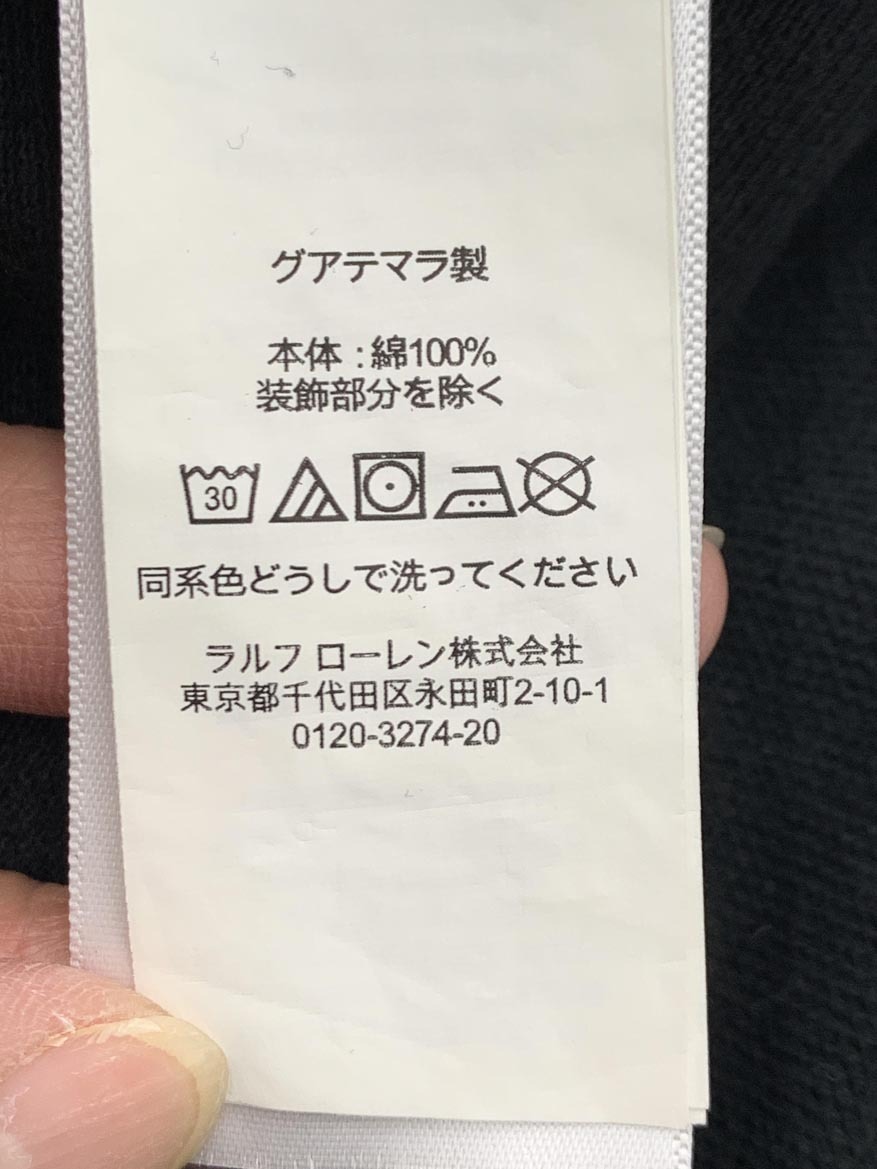 グアテマラ製
本体 : 綿100%
装飾部分を除く
30
同系色どうしで洗ってください
ラルフ ローレン株式会社
東京都千代田区永田町2-10-1
0120-3274-20